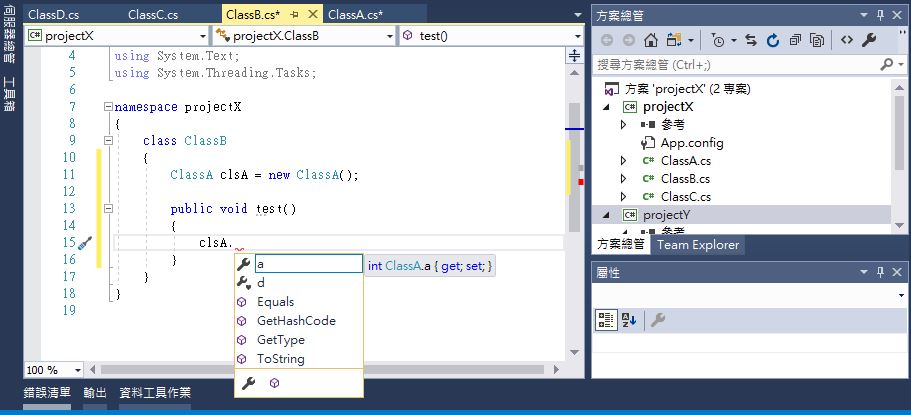 伺服器總管
工具箱
ClassD.cs
ClassC.cs
ClassB.cs*
ClassA.cs*
projectX
projectX.ClassB
test()
4 using System.Text;
5 using System.Threading.Tasks;
6
7 namespace projectX
8 {
9 class ClassB
10 {
11 ClassA clsA = new ClassA();
12
13 public void test()
14 {
15 clsA.
16 }
17 }
18 }
19
a
int ClassA.a { get; set; }
d
Equals
GetHashCode
GetType
ToString
100 %
錯誤清單
輸出
資料工具作業
方案總管
搜尋方案總管 (Ctrl+;)
方案 'projectX' (2 專案)
C# projectX
參考
App.config
C# ClassA.cs
C# ClassB.cs
C# ClassC.cs
C# projectY
參考
方案總管
Team Explorer
屬性